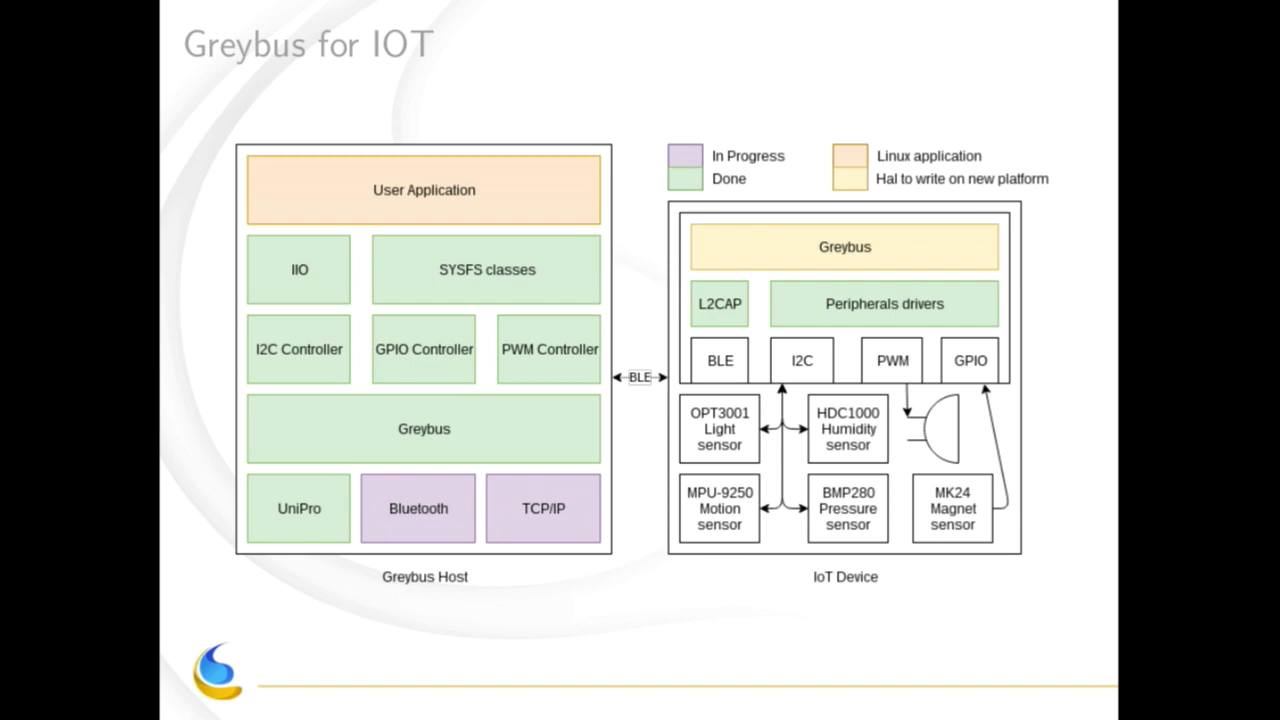 Greybus for IOT
In Progress
Done
Linux application
Hal to write on new platform
User Application
IIO
SYSFS classes
I2C Controller
GPIO Controller
PWM Controller
Greybus
UniPro
Bluetooth
TCP/IP
Greybus Host
BLE
Greybus
L2CAP
Peripherals drivers
BLE
I2C
PWM
GPIO
OPT3001
Light
sensor
HDC1000
Humidity
sensor
MPU-9250
Motion
sensor
BMP280
Pressure
sensor
MK24
Magnet
sensor
IoT Device